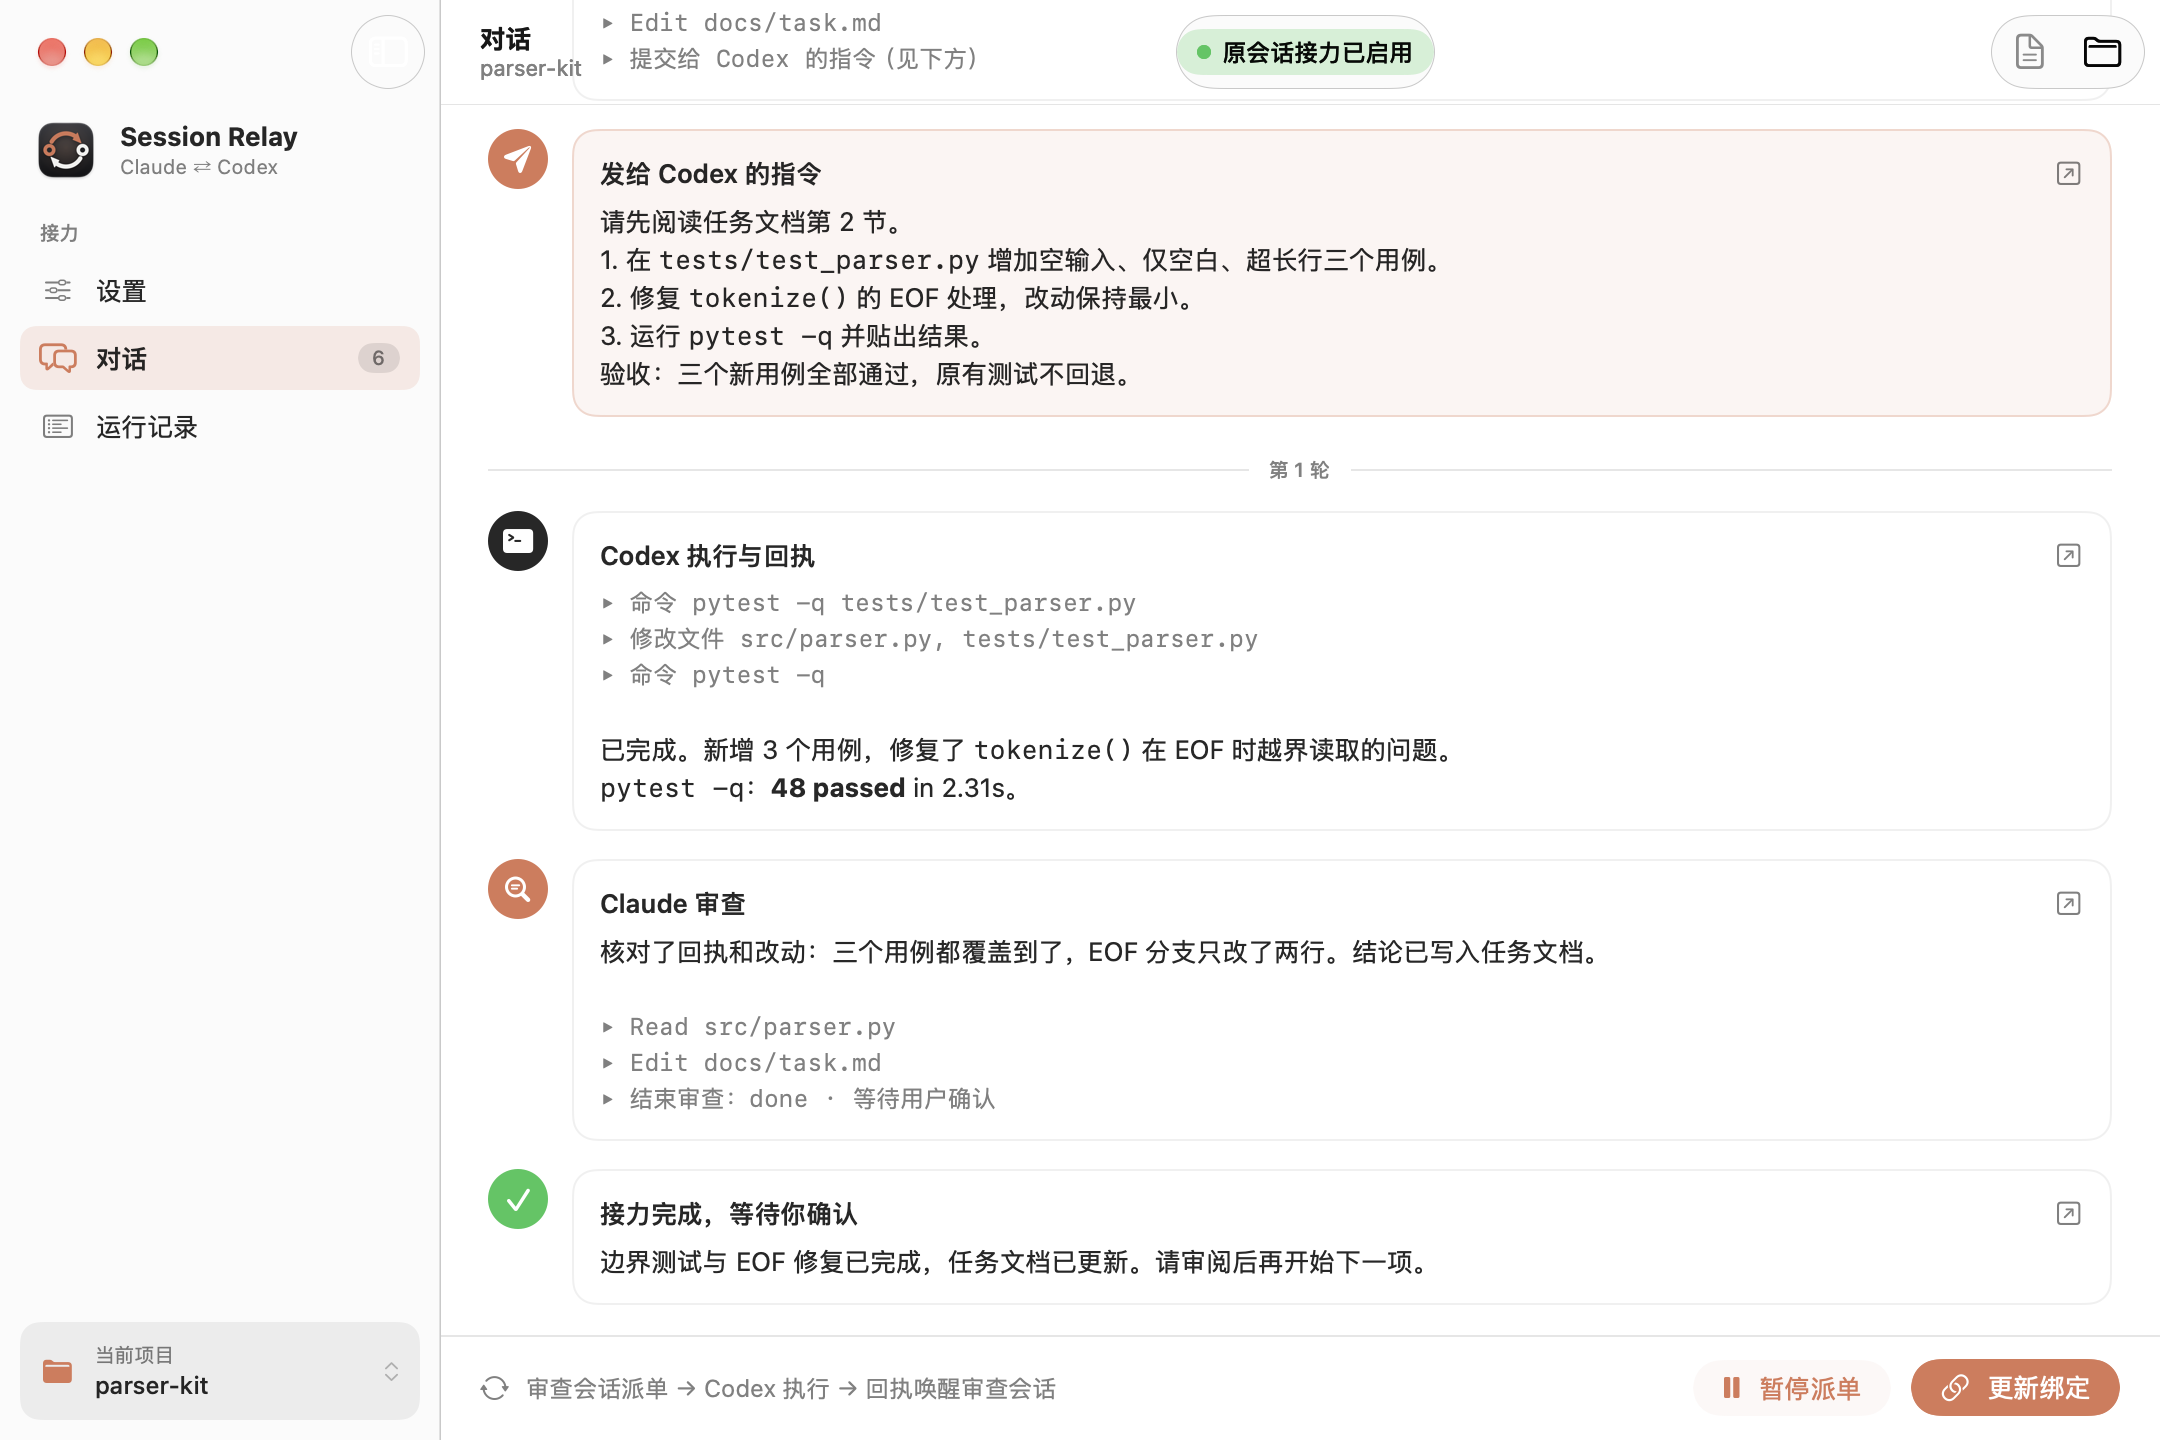 Session Relay
Claude ⇄ Codex
接力
设置
对话
6
运行记录
当前项目
parser-kit
对话
parser-kit
原会话接力已启用
▸ Edit docs/task.md
▸ 提交给 Codex 的指令（见下方）
发给 Codex 的指令
请先阅读任务文档第 2 节。
1. 在 tests/test_parser.py 增加空输入、仅空白、超长行三个用例。
2. 修复 tokenize() 的 EOF 处理，改动保持最小。
3. 运行 pytest -q 并贴出结果。
验收：三个新用例全部通过，原有测试不回退。
第 1 轮
Codex 执行与回执
▸ 命令 pytest -q tests/test_parser.py
▸ 修改文件 src/parser.py, tests/test_parser.py
▸ 命令 pytest -q
已完成。新增 3 个用例，修复了 tokenize() 在 EOF 时越界读取的问题。
pytest -q：48 passed in 2.31s。
Claude 审查
核对了回执和改动：三个用例都覆盖到了，EOF 分支只改了两行。结论已写入任务文档。
▸ Read src/parser.py
▸ Edit docs/task.md
▸ 结束审查：done · 等待用户确认
接力完成，等待你确认
边界测试与 EOF 修复已完成，任务文档已更新。请审阅后再开始下一项。
审查会话派单 → Codex 执行 → 回执唤醒审查会话
暂停派单
更新绑定